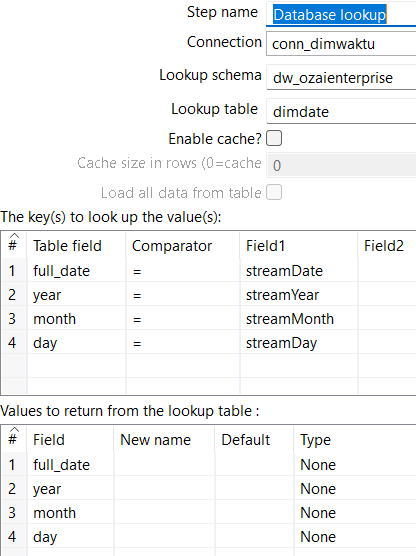 Step name Database lookup
Connection conn_dimwaktu
Lookup schema dw_ozaienterprise
Lookup table dimdate
Enable cache?
Cache size in rows (0=cache 0
Load all data from table
The key(s) to look up the value(s):
# Table field Comparator Field1 Field2
1 full_date = streamDate
2 year = streamYear
3 month = streamMonth
4 day = streamDay
Values to return from the lookup table :
# Field New name Default Type
1 full_date None
2 year None
3 month None
4 day None